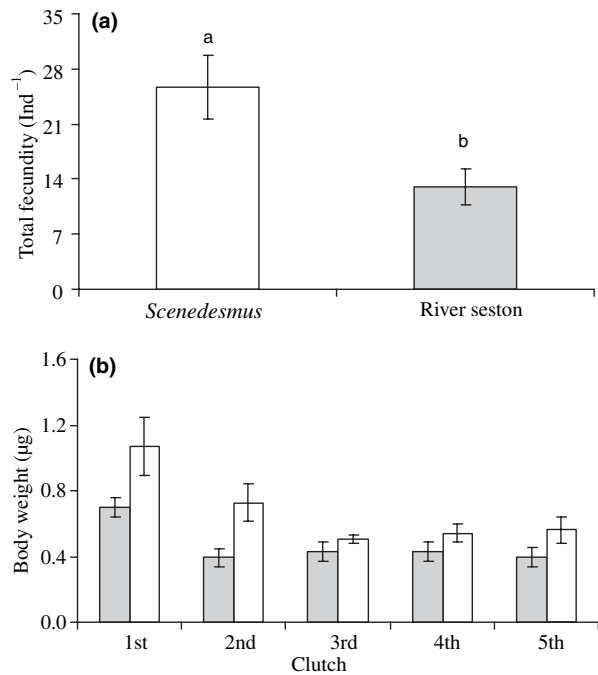 (a)
Total fecundity (Ind⁻¹)
35
28
21
14
7
0
a
b
Scenedesmus
River seston
(b)
Body weight (µg)
1.6
1.2
0.8
0.4
0.0
1st 2nd 3rd 4th 5th
Clutch